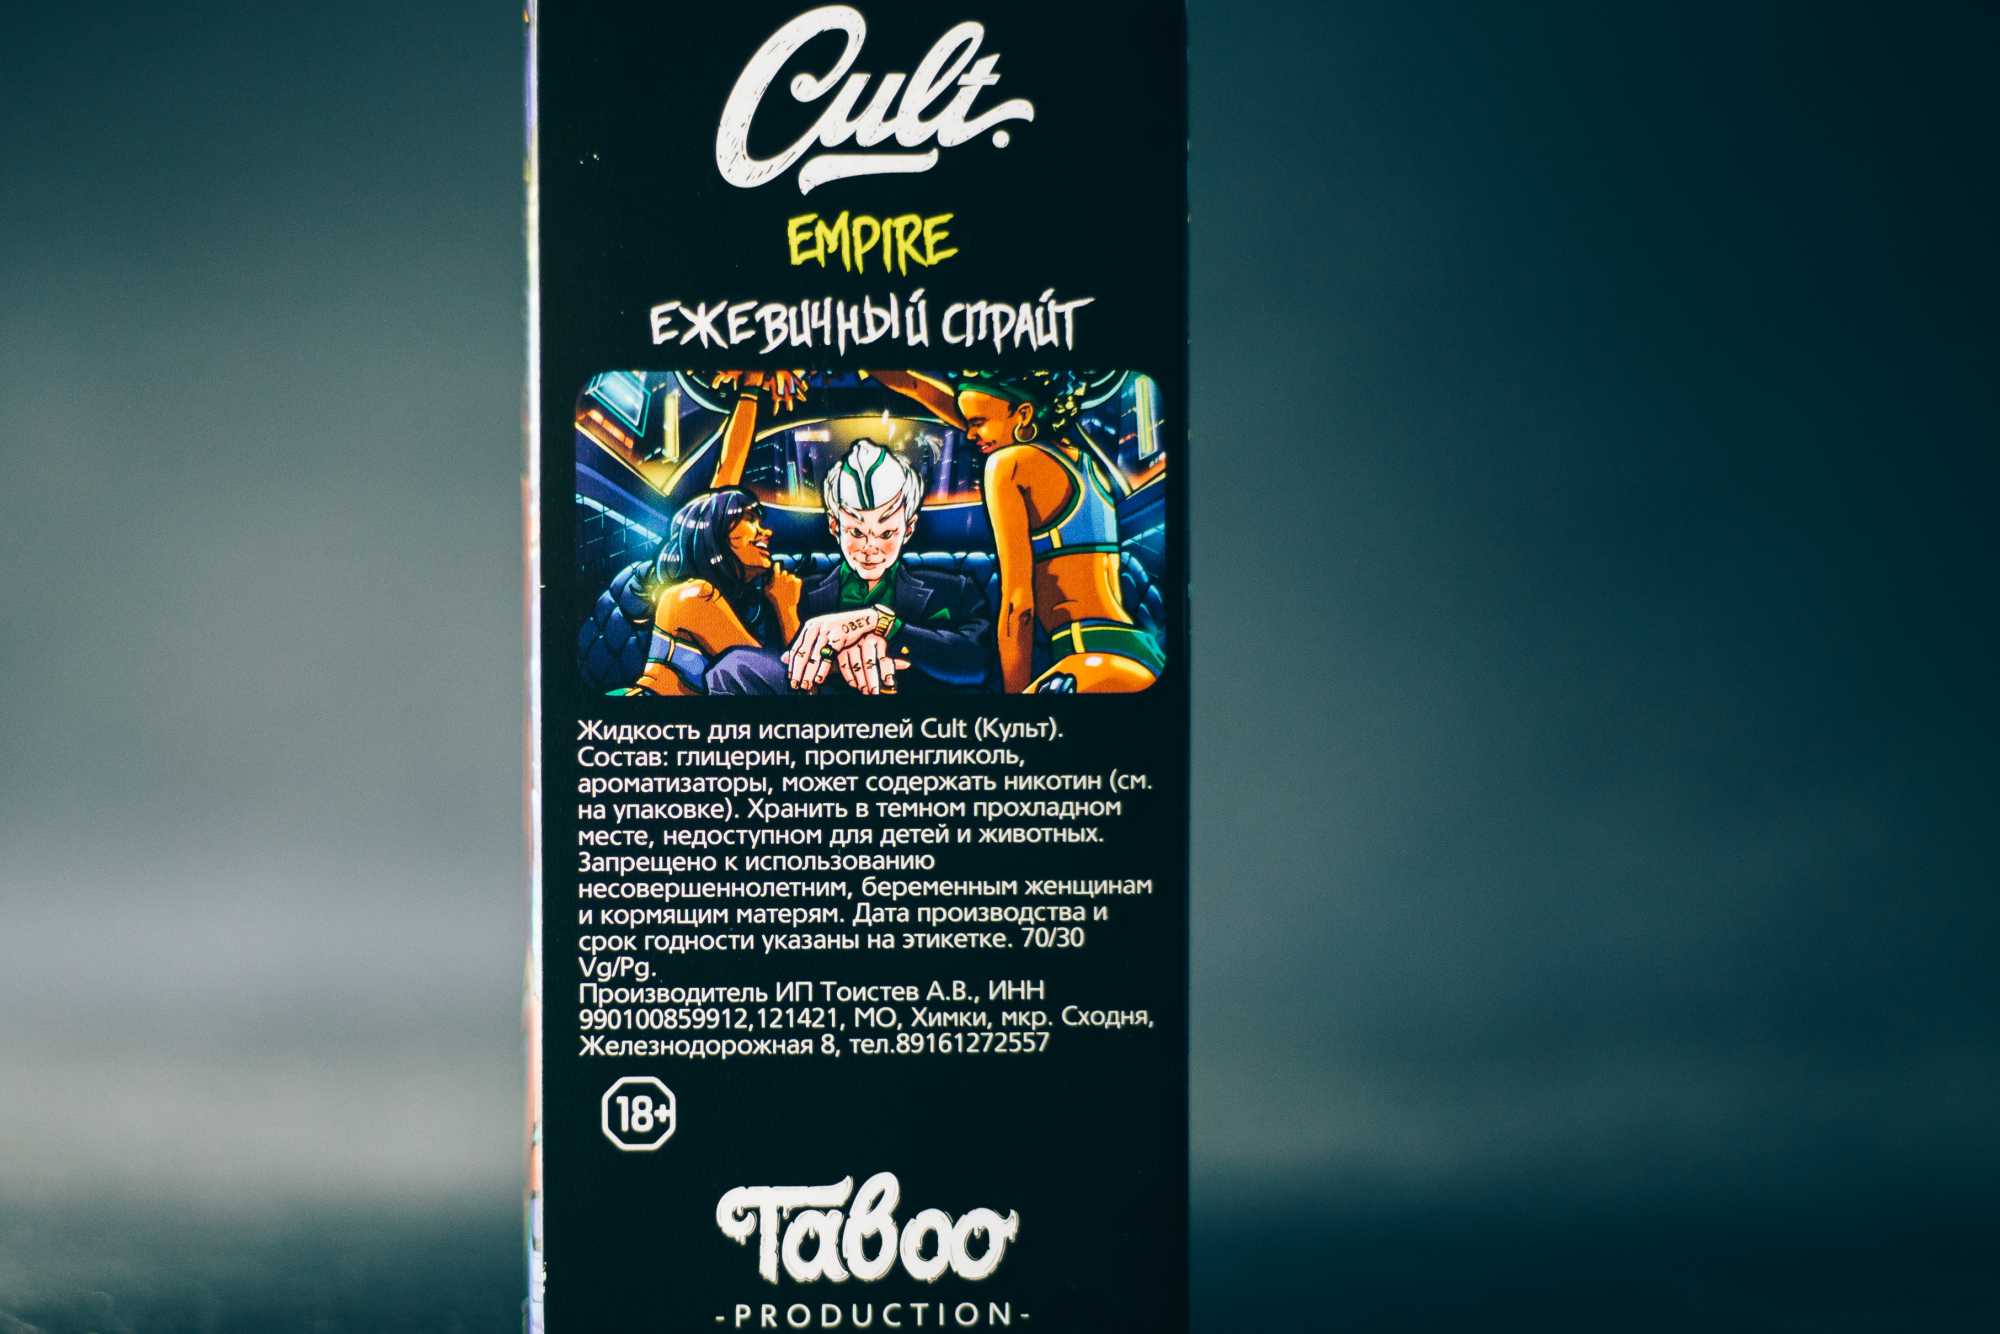 Cult.
EMPIRE
ЕЖЕВИЧНЫЙ СПРАЙТ
OBEY
Жидкость для испарителей Cult (Культ).
Состав: глицерин, пропиленгликоль,
ароматизаторы, может содержать никотин (см.
на упаковке). Хранить в темном прохладном
месте, недоступном для детей и животных.
Запрещено к использованию
несовершеннолетним, беременным женщинам
и кормящим матерям. Дата производства и
срок годности указаны на этикетке. 70/30
Vg/Pg.
Производитель ИП Тоистев А.В., ИНН
990100859912,121421, МО, Химки, мкр. Сходня,
Железнодорожная 8, тел.89161272557
18+
Taboo
-PRODUCTION-